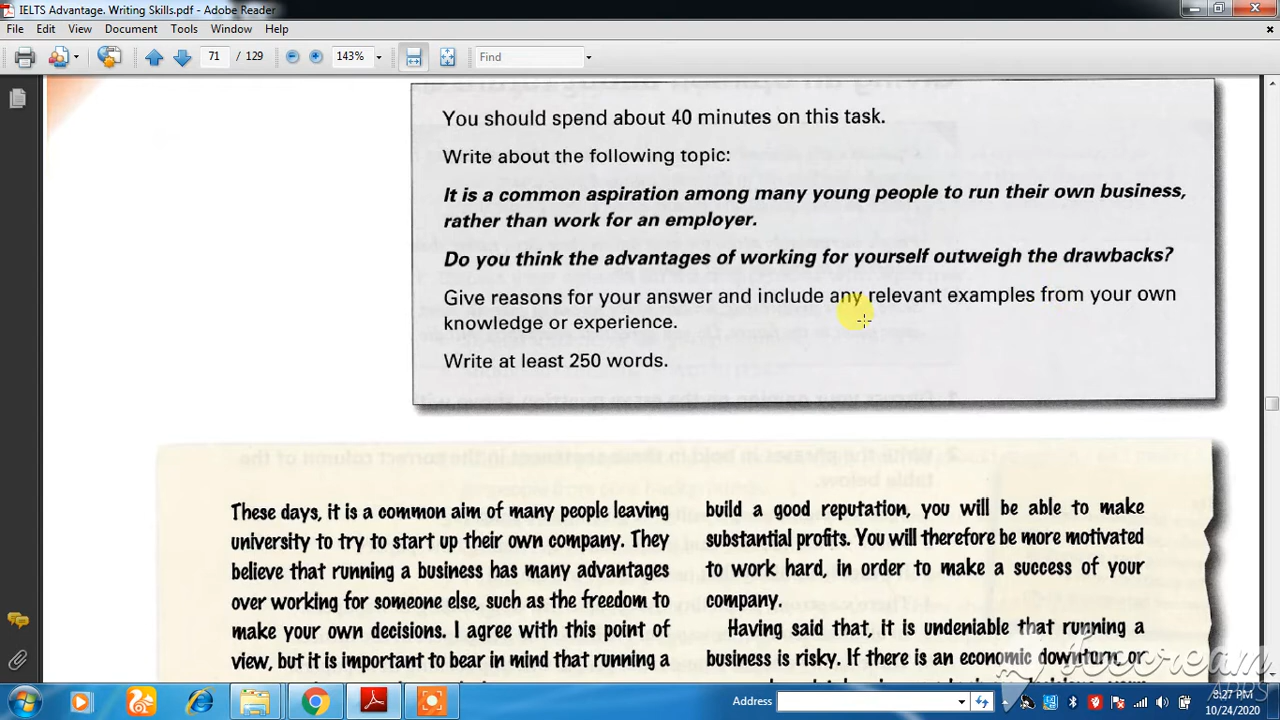 IELTS Advantage. Writing Skills.pdf - Adobe Reader
File Edit View Document Tools Window Help
71 / 129 143% Find
You should spend about 40 minutes on this task.
Write about the following topic:
It is a common aspiration among many young people to run their own business,
rather than work for an employer.
Do you think the advantages of working for yourself outweigh the drawbacks?
Give reasons for your answer and include any relevant examples from your own
knowledge or experience.
Write at least 250 words.
These days, it is a common aim of many people leaving
university to try to start up their own company. They
believe that running a business has many advantages
over working for someone else, such as the freedom to
make your own decisions. I agree with this point of
view, but it is important to bear in mind that running a
build a good reputation, you will be able to make
substantial profits. You will therefore be more motivated
to work hard, in order to make a success of your
company.
Having said that, it is undeniable that running a
business is risky. If there is an economic downturn or
Address
8:27 PM
10/24/2020